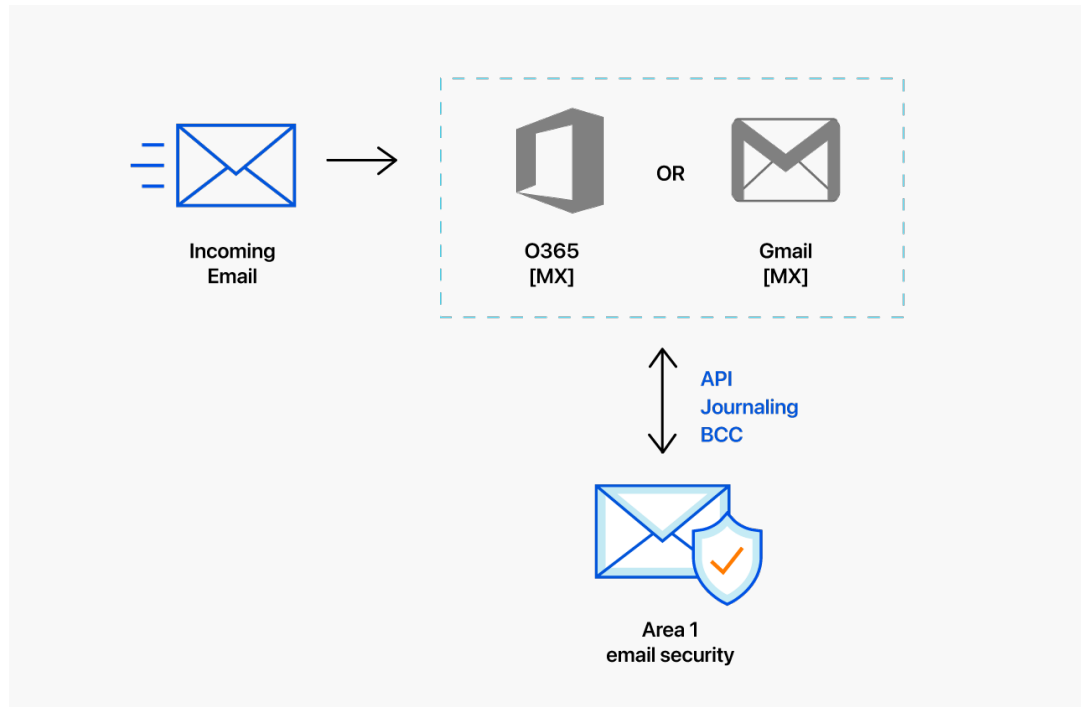 Incoming
Email
O365
[MX]
OR
Gmail
[MX]
API
Journaling
BCC
Area 1
email security